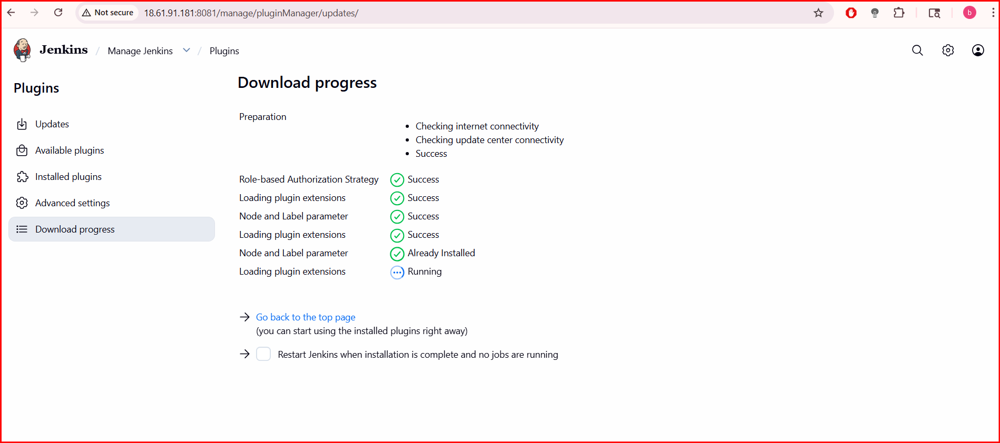 Not secure 18.61.91.181:8081/manage/pluginManager/updates/
b
Jenkins / Manage Jenkins / Plugins
Plugins
Updates
Available plugins
Installed plugins
Advanced settings
Download progress
Download progress
Preparation
Checking internet connectivity
Checking update center connectivity
Success
Role-based Authorization Strategy Success
Loading plugin extensions Success
Node and Label parameter Success
Loading plugin extensions Success
Node and Label parameter Already Installed
Loading plugin extensions Running
Go back to the top page
(you can start using the installed plugins right away)
Restart Jenkins when installation is complete and no jobs are running